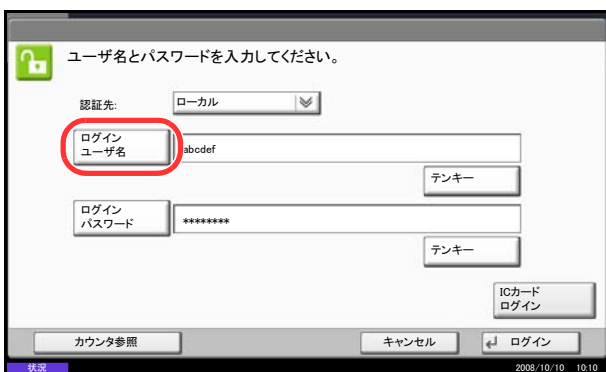 ユーザ名とパスワードを入力してください。
認証先:
ローカル
ログイン
ユーザ名
abcdef
テンキー
ログイン
パスワード
********
テンキー
ICカード
ログイン
カウンタ参照
キャンセル
ログイン
状況
2008/10/10 10:10